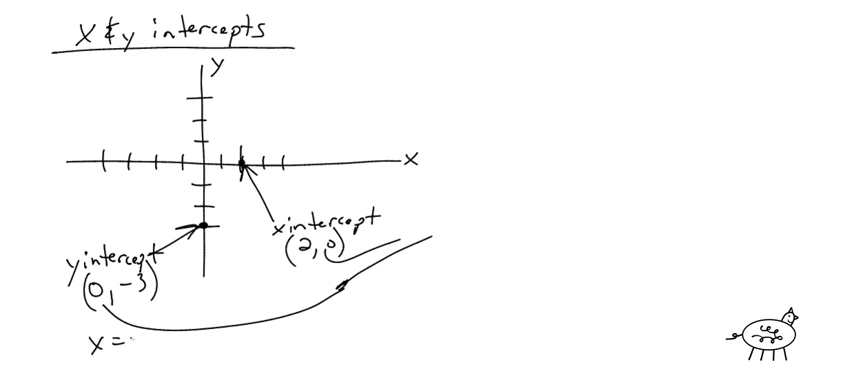 x & y intercepts
y
x
x intercept
(2,0)
y intercept
(0,-3)
x =